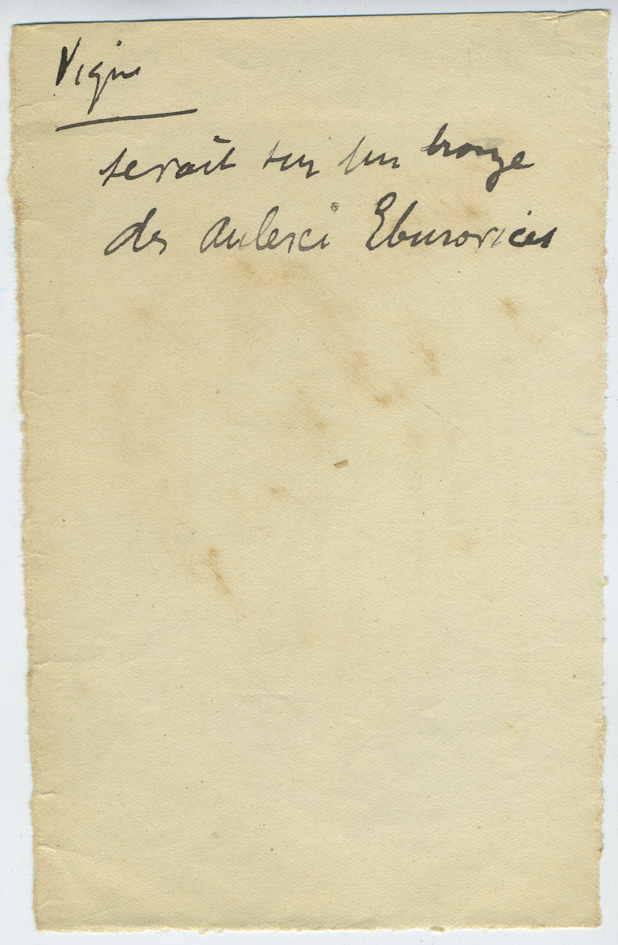 Vigne
serait sur un bronze
des Aulerci Eburovices